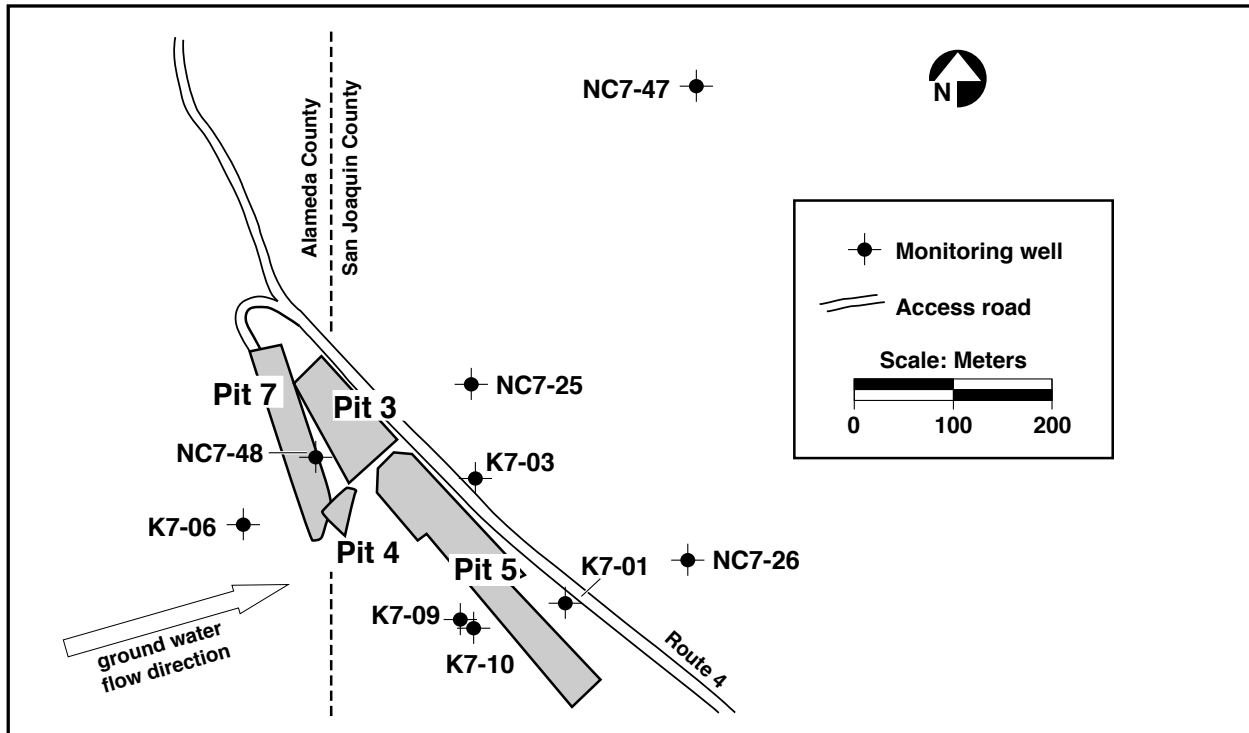 NC7-47
N
Alameda County
San Joaquin County
Monitoring well
Access road
Scale: Meters
0 100 200
Pit 7
Pit 3
NC7-25
NC7-48
K7-03
K7-06
Pit 4
Pit 5
K7-01
NC7-26
K7-09
K7-10
ground water
flow direction
Route 4